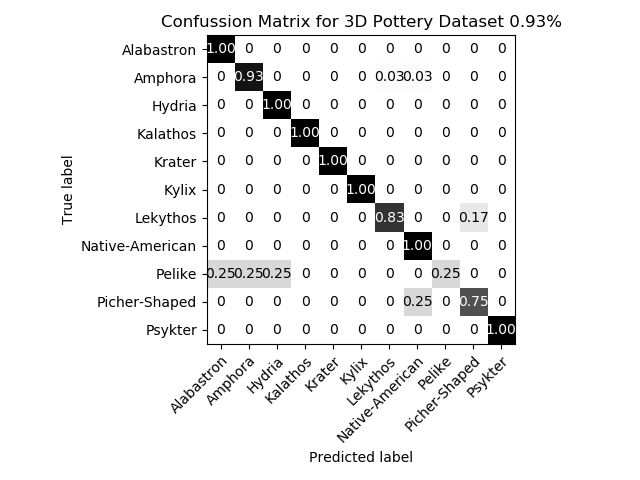 Confussion Matrix for 3D Pottery Dataset 0.93%
Alabastron 1.00 0 0 0 0 0 0 0 0 0 0
Amphora 0 0.93 0 0 0 0 0.03 0.03 0 0 0
Hydria 0 0 1.00 0 0 0 0 0 0 0 0
Kalathos 0 0 0 1.00 0 0 0 0 0 0 0
Krater 0 0 0 0 1.00 0 0 0 0 0 0
Kylix 0 0 0 0 0 1.00 0 0 0 0 0
Lekythos 0 0 0 0 0 0 0.83 0 0 0.17 0
Native-American 0 0 0 0 0 0 0 1.00 0 0 0
Pelike 0.25 0.25 0.25 0 0 0 0 0 0.25 0 0
Picher-Shaped 0 0 0 0 0 0 0 0.25 0 0.75 0
Psykter 0 0 0 0 0 0 0 0 0 0 1.00
True label
Alabastron Amphora Hydria Kalathos Krater Kylix Lekythos Native-American Pelike Picher-Shaped Psykter
Predicted label